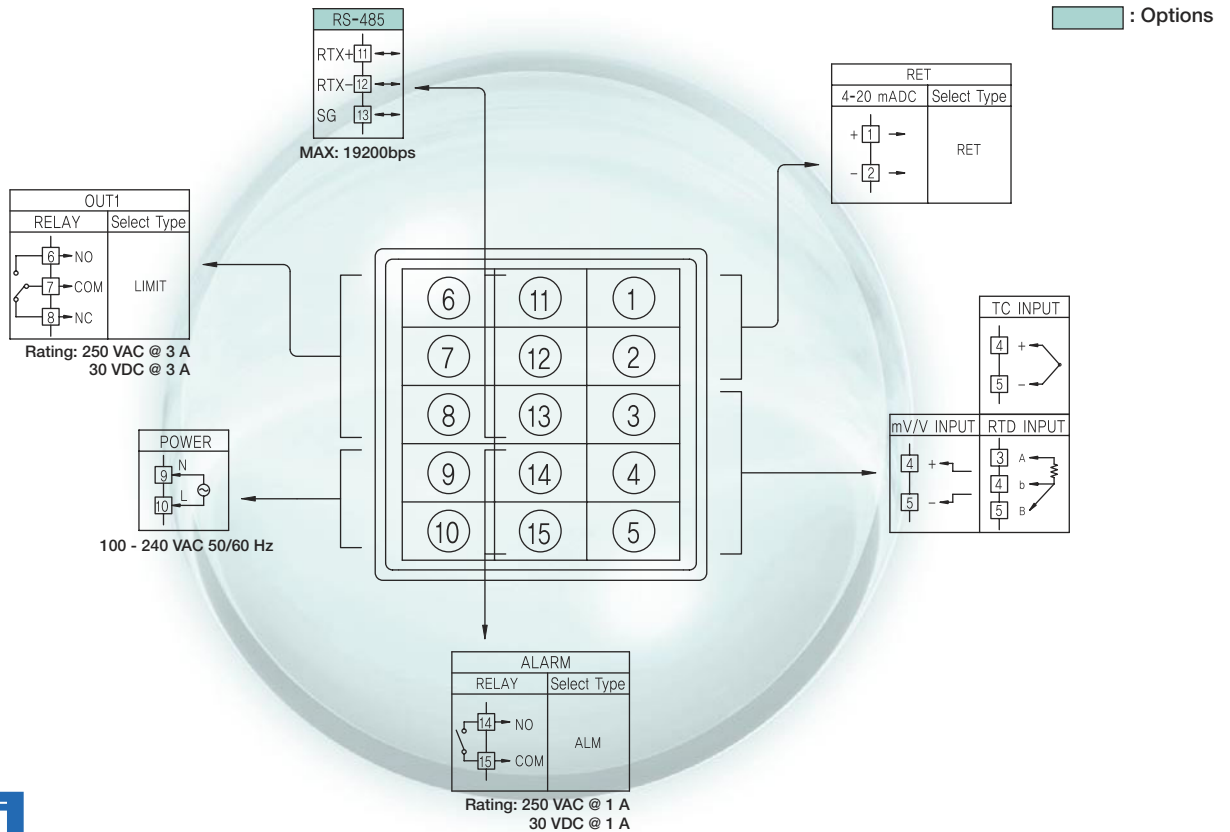 : Options
RS-485
RTX+ 11
RTX- 12
SG 13
MAX: 19200bps
RET
4-20 mADC Select Type
+ 1
- 2
RET
OUT1
RELAY Select Type
6 NO
7 COM
8 NC
LIMIT
Rating: 250 VAC @ 3 A
30 VDC @ 3 A
6 11 1
7 12 2
8 13 3
9 14 4
10 15 5
TC INPUT
4 +
5 -
mV/V INPUT RTD INPUT
4 + 3 A
4 b
5 - 5 B
POWER
9 N
10 L
100 - 240 VAC 50/60 Hz
ALARM
RELAY Select Type
14 NO
15 COM
ALM
Rating: 250 VAC @ 1 A
30 VDC @ 1 A